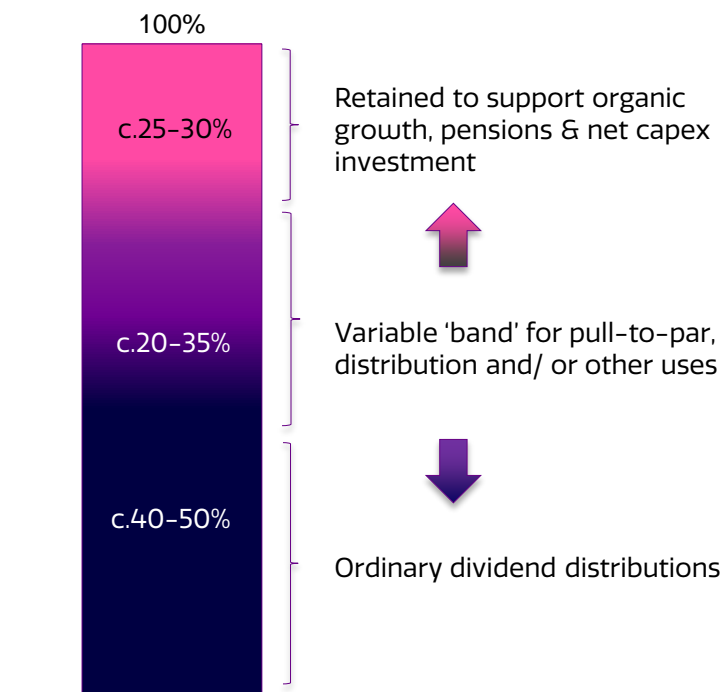 100%
c.25-30%
Retained to support organic
growth, pensions & net capex
investment
c.20-35%
Variable ‘band’ for pull-to-par,
distribution and/ or other uses
c.40-50%
Ordinary dividend distributions